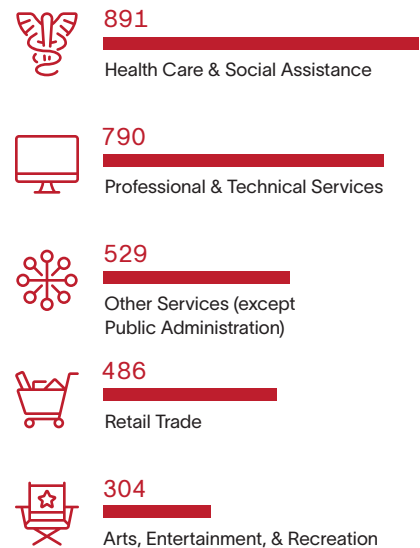 891
Health Care & Social Assistance
790
Professional & Technical Services
529
Other Services (except
Public Administration)
486
Retail Trade
304
Arts, Entertainment, & Recreation